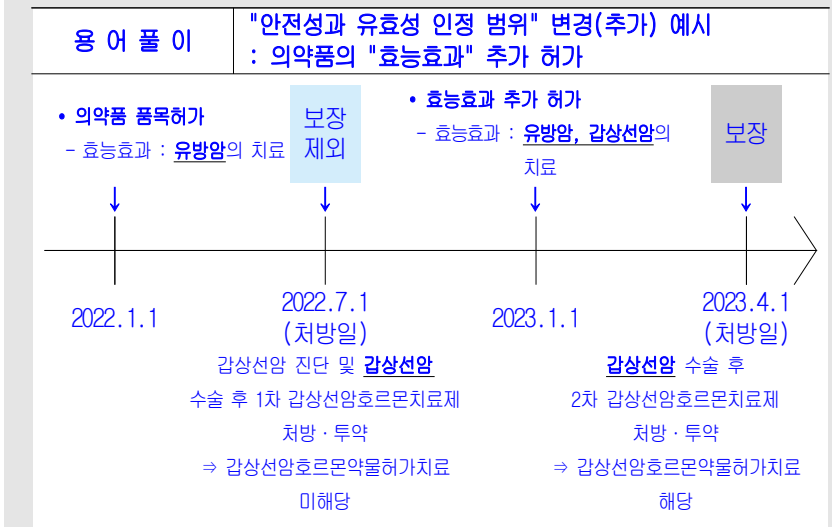 용 어 풀 이
"안전성과 유효성 인정 범위" 변경(추가) 예시
: 의약품의 "효능효과" 추가 허가
• 의약품 품목허가
- 효능효과 : 유방암의 치료
보장
제외
• 효능효과 추가 허가
- 효능효과 : 유방암, 갑상선암의
치료
보장
↓ ↓ ↓ ↓
2022.1.1
2022.7.1
(처방일)
2023.1.1
2023.4.1
(처방일)
갑상선암 진단 및 갑상선암
수술 후 1차 갑상선암호르몬치료제
처방 · 투약
⇒ 갑상선암호르몬약물허가치료
미해당
갑상선암 수술 후
2차 갑상선암호르몬치료제
처방 · 투약
⇒ 갑상선암호르몬약물허가치료
해당